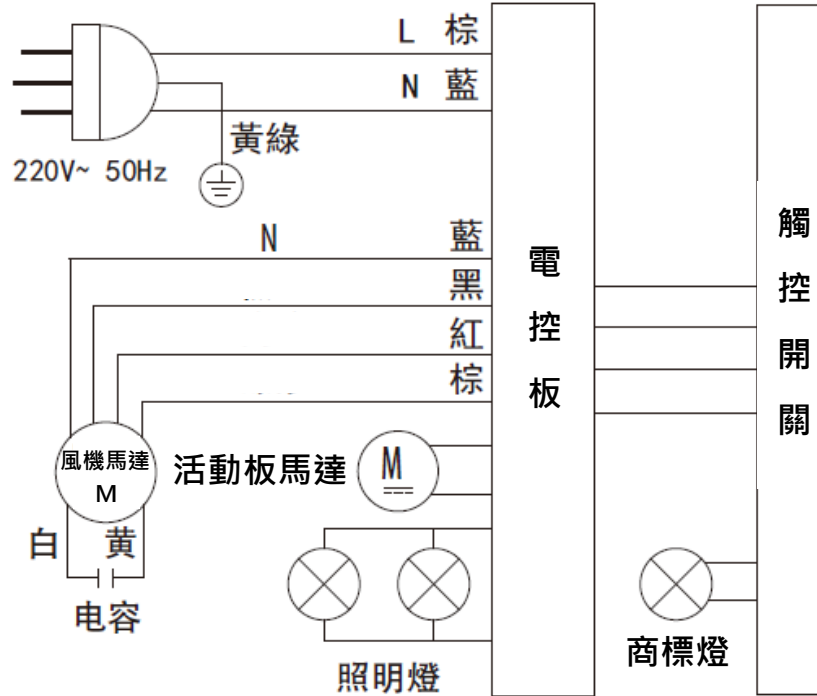 L 棕
N 藍
黃綠
220V~ 50Hz
N 藍
黑
紅
棕
電控板
觸控開關
風機馬達
M
活動板馬達
M
白 黄
电容
照明燈
商標燈